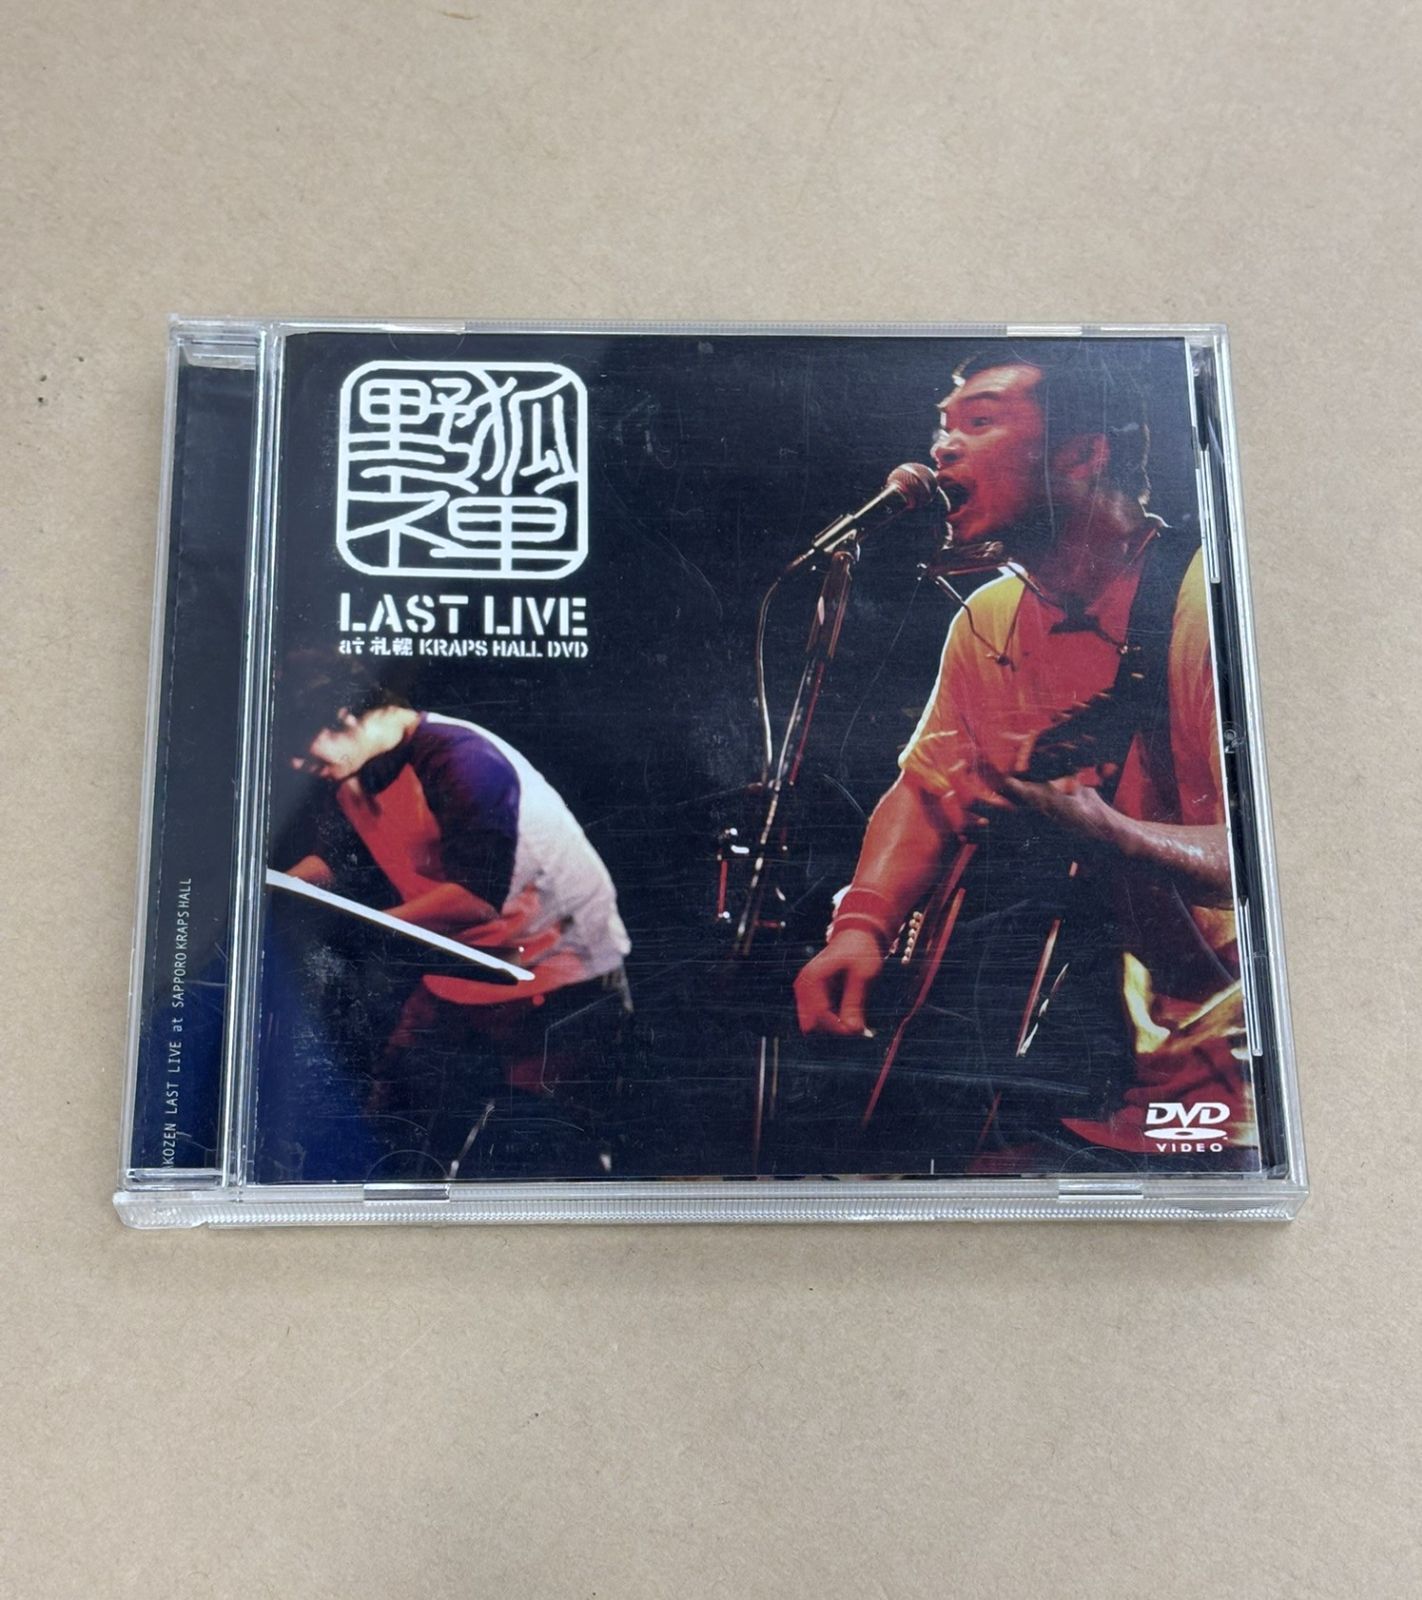 野狐禅
LAST LIVE
at 札幌 KRAPS HALL DVD
KOZEN LAST LIVE at SAPPORO KRAPS HALL
DVD
VIDEO